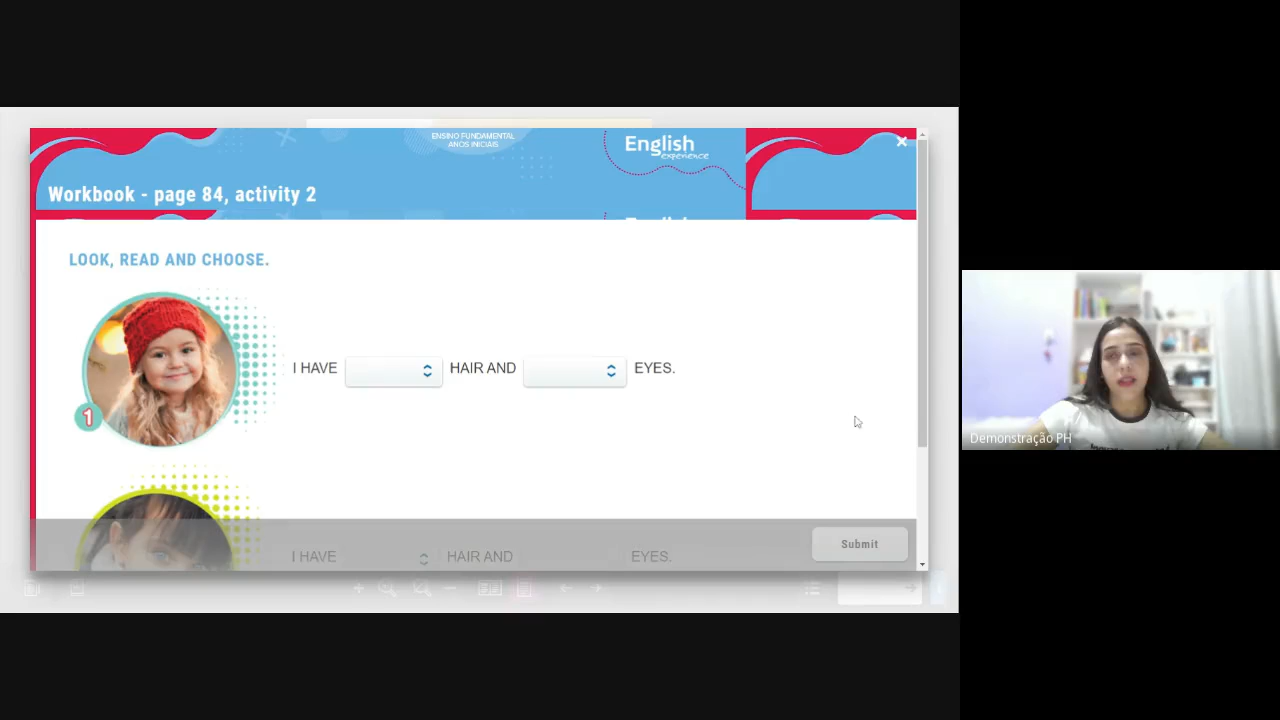 ENSINO FUNDAMENTAL
ANOS INICIAIS
English
experience
Workbook - page 84, activity 2
LOOK, READ AND CHOOSE.
1
I HAVE HAIR AND EYES.
I HAVE HAIR AND EYES.
Submit
Demonstração PH